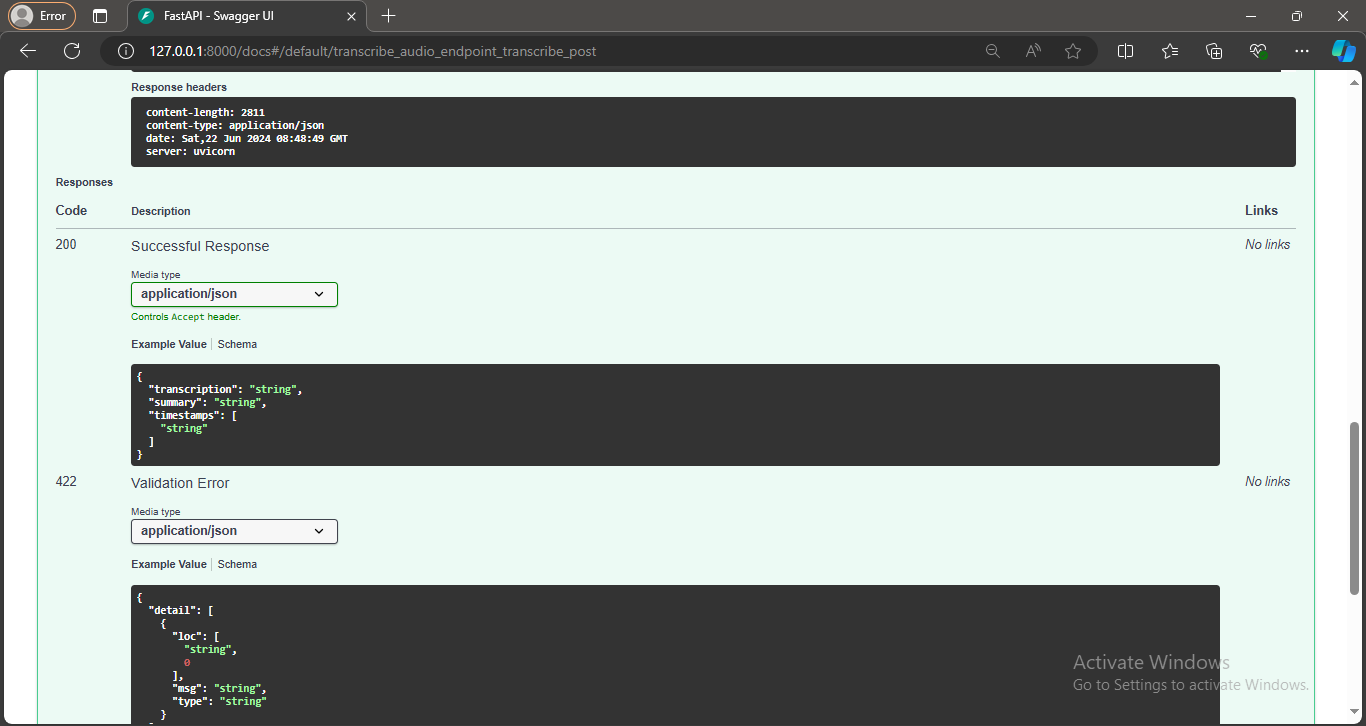 Error
FastAPI - Swagger UI
127.0.0.1:8000/docs#/default/transcribe_audio_endpoint_transcribe_post
Response headers
content-length: 2811
content-type: application/json
date: Sat,22 Jun 2024 08:48:49 GMT
server: uvicorn
Responses
Code Description Links
200 Successful Response No links
Media type
application/json
Controls Accept header.
Example Value Schema
{
"transcription": "string",
"summary": "string",
"timestamps": [
"string"
]
}
422 Validation Error No links
Media type
application/json
Example Value Schema
{
"detail": [
{
"loc": [
"string",
0
],
"msg": "string",
"type": "string"
}
Activate Windows
Go to Settings to activate Windows.